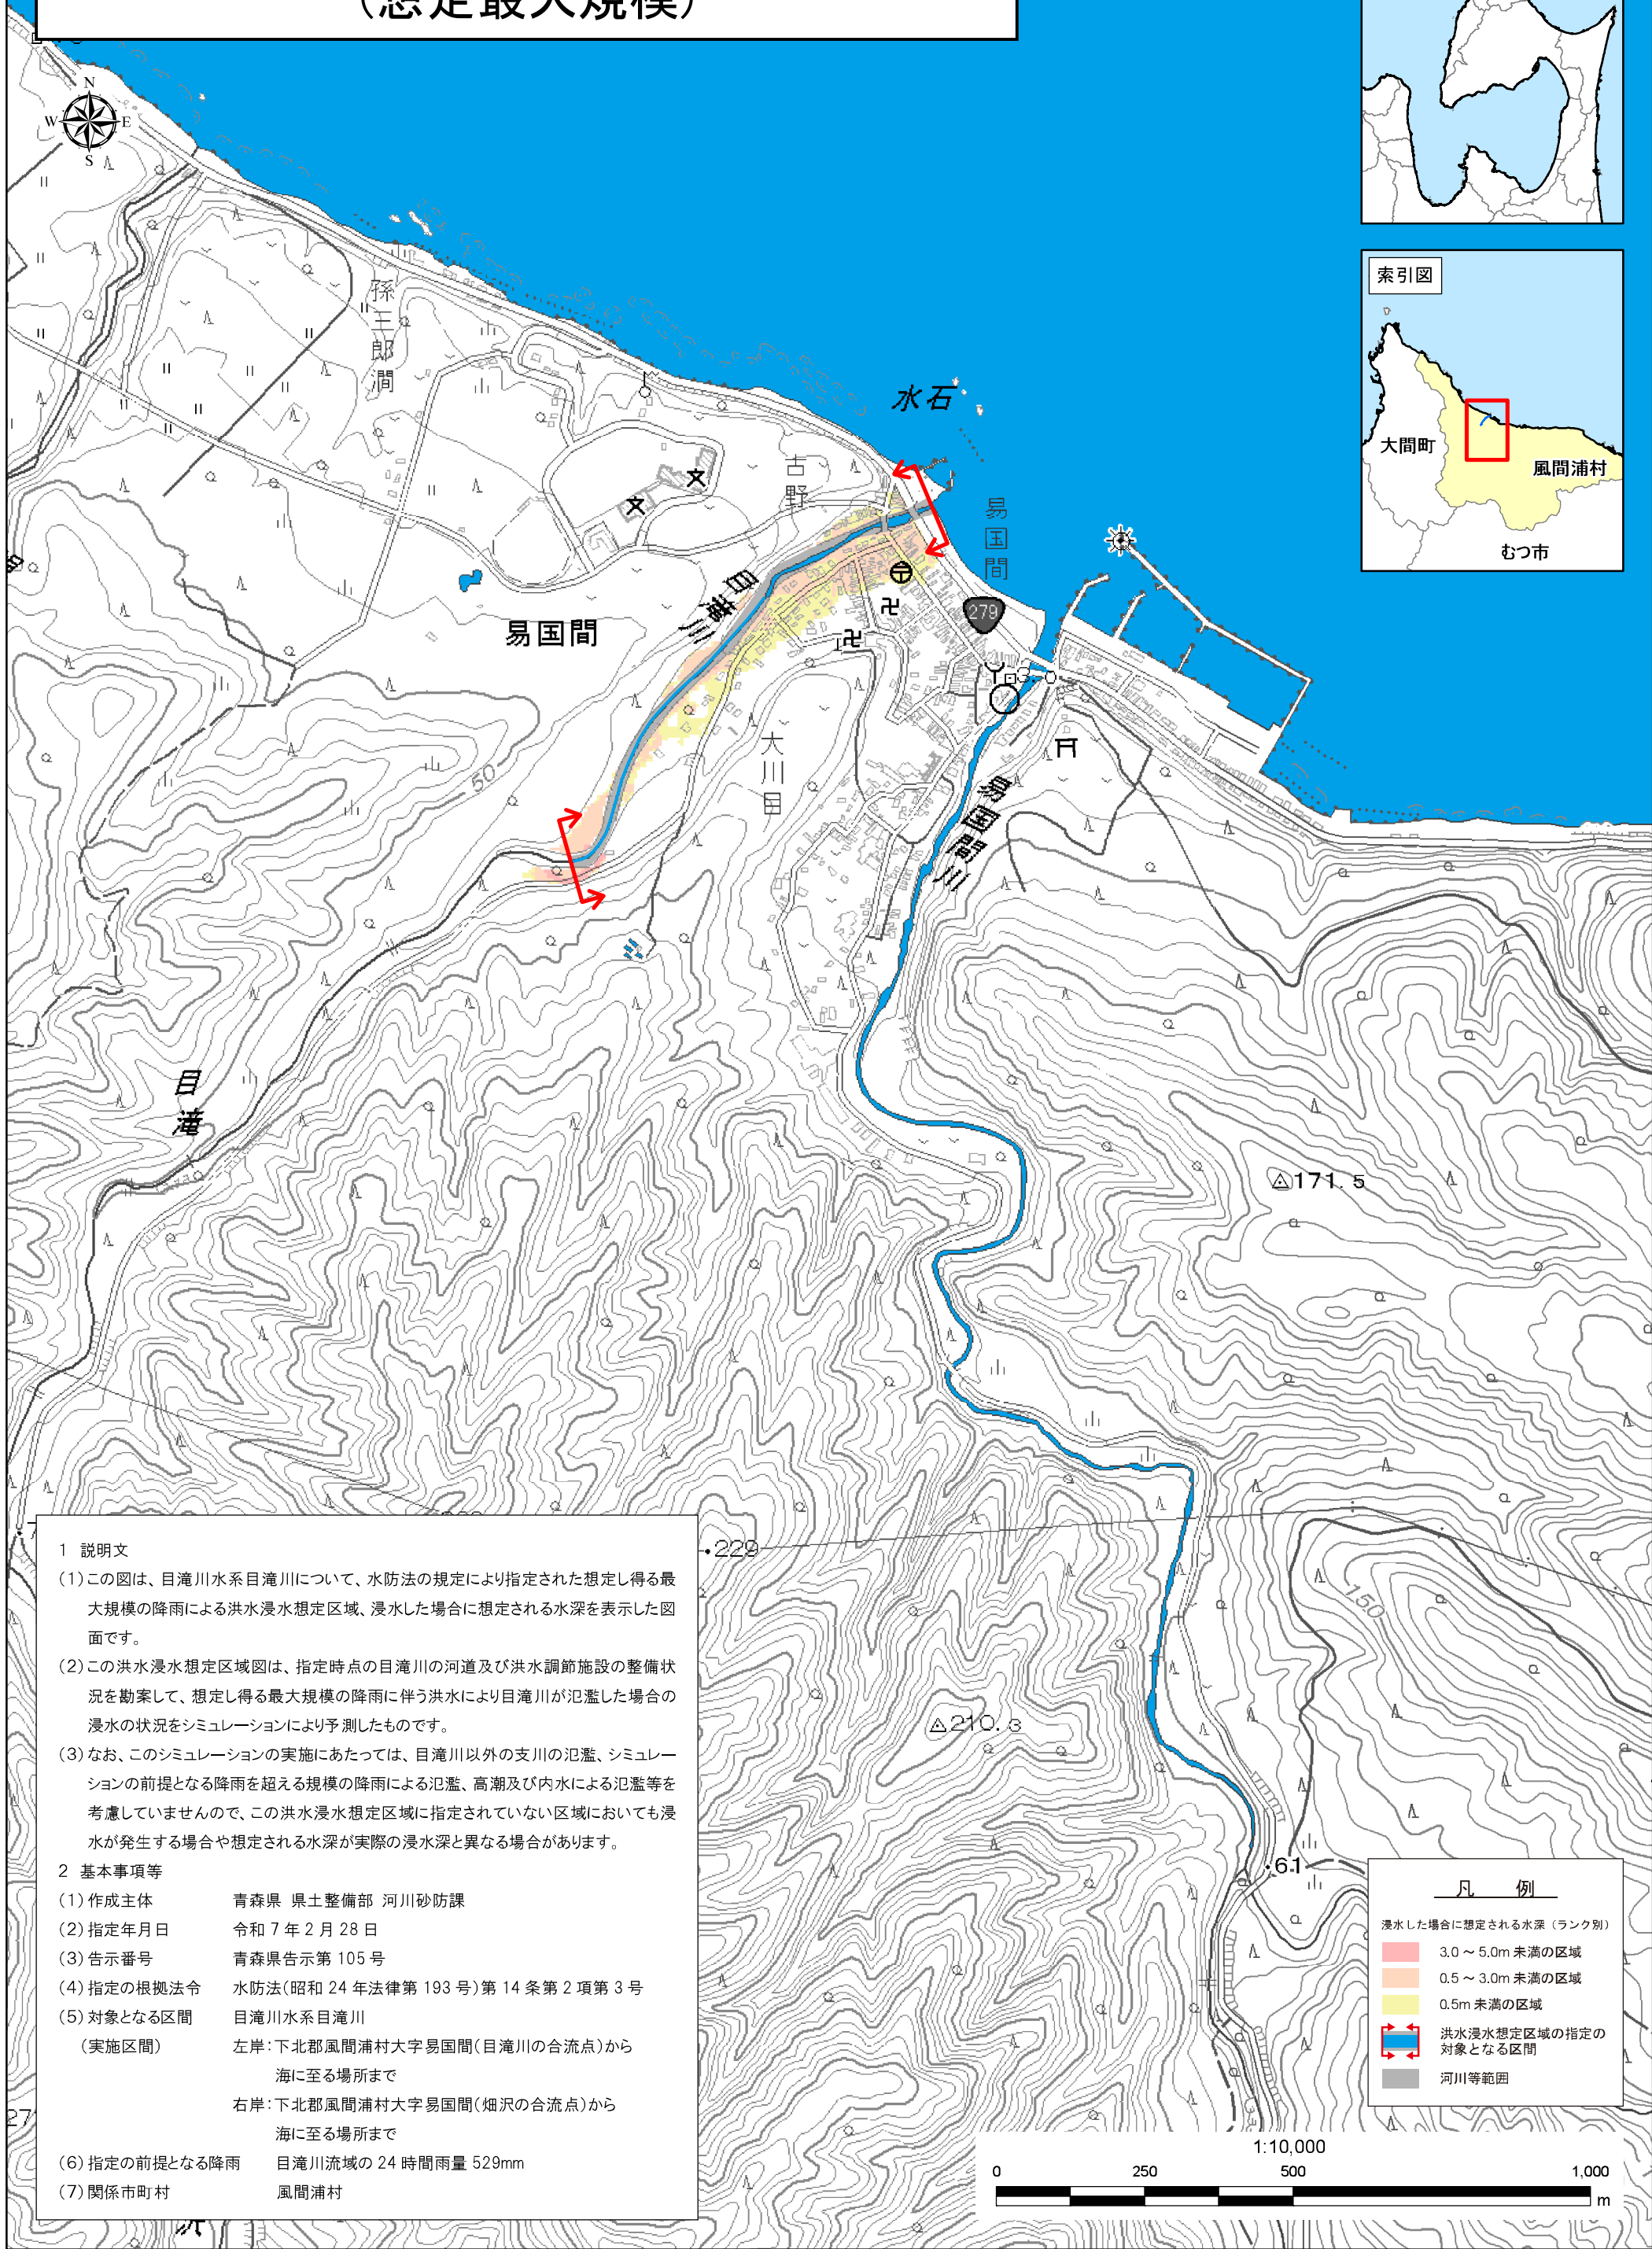 （想定最大規模）
N
W
E
S
孫三郎澗
水石
古野
易国間
279
目滝川
易国間
3.0
大川目
50
易国間川
目滝
171.5
229
210.3
150
61
索引図
大間町
風間浦村
むつ市
1 説明文
(1)この図は、目滝川水系目滝川について、水防法の規定により指定された想定し得る最
大規模の降雨による洪水浸水想定区域、浸水した場合に想定される水深を表示した図
面です。
(2)この洪水浸水想定区域図は、指定時点の目滝川の河道及び洪水調節施設の整備状
況を勘案して、想定し得る最大規模の降雨に伴う洪水により目滝川が氾濫した場合の
浸水の状況をシミュレーションにより予測したものです。
(3)なお、このシミュレーションの実施にあたっては、目滝川以外の支川の氾濫、シミュレー
ションの前提となる降雨を超える規模の降雨による氾濫、高潮及び内水による氾濫等を
考慮していませんので、この洪水浸水想定区域に指定されていない区域においても浸
水が発生する場合や想定される水深が実際の浸水深と異なる場合があります。
2 基本事項等
(1)作成主体 青森県 県土整備部 河川砂防課
(2)指定年月日 令和7年2月28日
(3)告示番号 青森県告示第105号
(4)指定の根拠法令 水防法(昭和24年法律第193号)第14条第2項第3号
(5)対象となる区間 目滝川水系目滝川
(実施区間) 左岸:下北郡風間浦村大字易国間(目滝川の合流点)から
海に至る場所まで
右岸:下北郡風間浦村大字易国間(畑沢の合流点)から
海に至る場所まで
(6)指定の前提となる降雨 目滝川流域の24時間雨量529mm
(7)関係市町村 風間浦村
凡 例
浸水した場合に想定される水深（ランク別）
3.0～5.0m未満の区域
0.5～3.0m未満の区域
0.5m未満の区域
洪水浸水想定区域の指定の
対象となる区間
河川等範囲
1:10,000
0 250 500 1,000
m